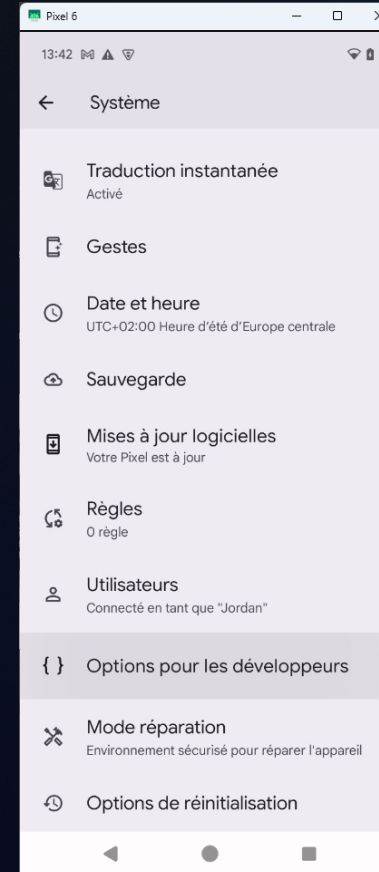 Pixel 6
13:42
Système
Traduction instantanée
Activé
Gestes
Date et heure
UTC+02:00 Heure d'été d'Europe centrale
Sauvegarde
Mises à jour logicielles
Votre Pixel est à jour
Règles
0 règle
Utilisateurs
Connecté en tant que "Jordan"
{ } Options pour les développeurs
Mode réparation
Environnement sécurisé pour réparer l'appareil
Options de réinitialisation